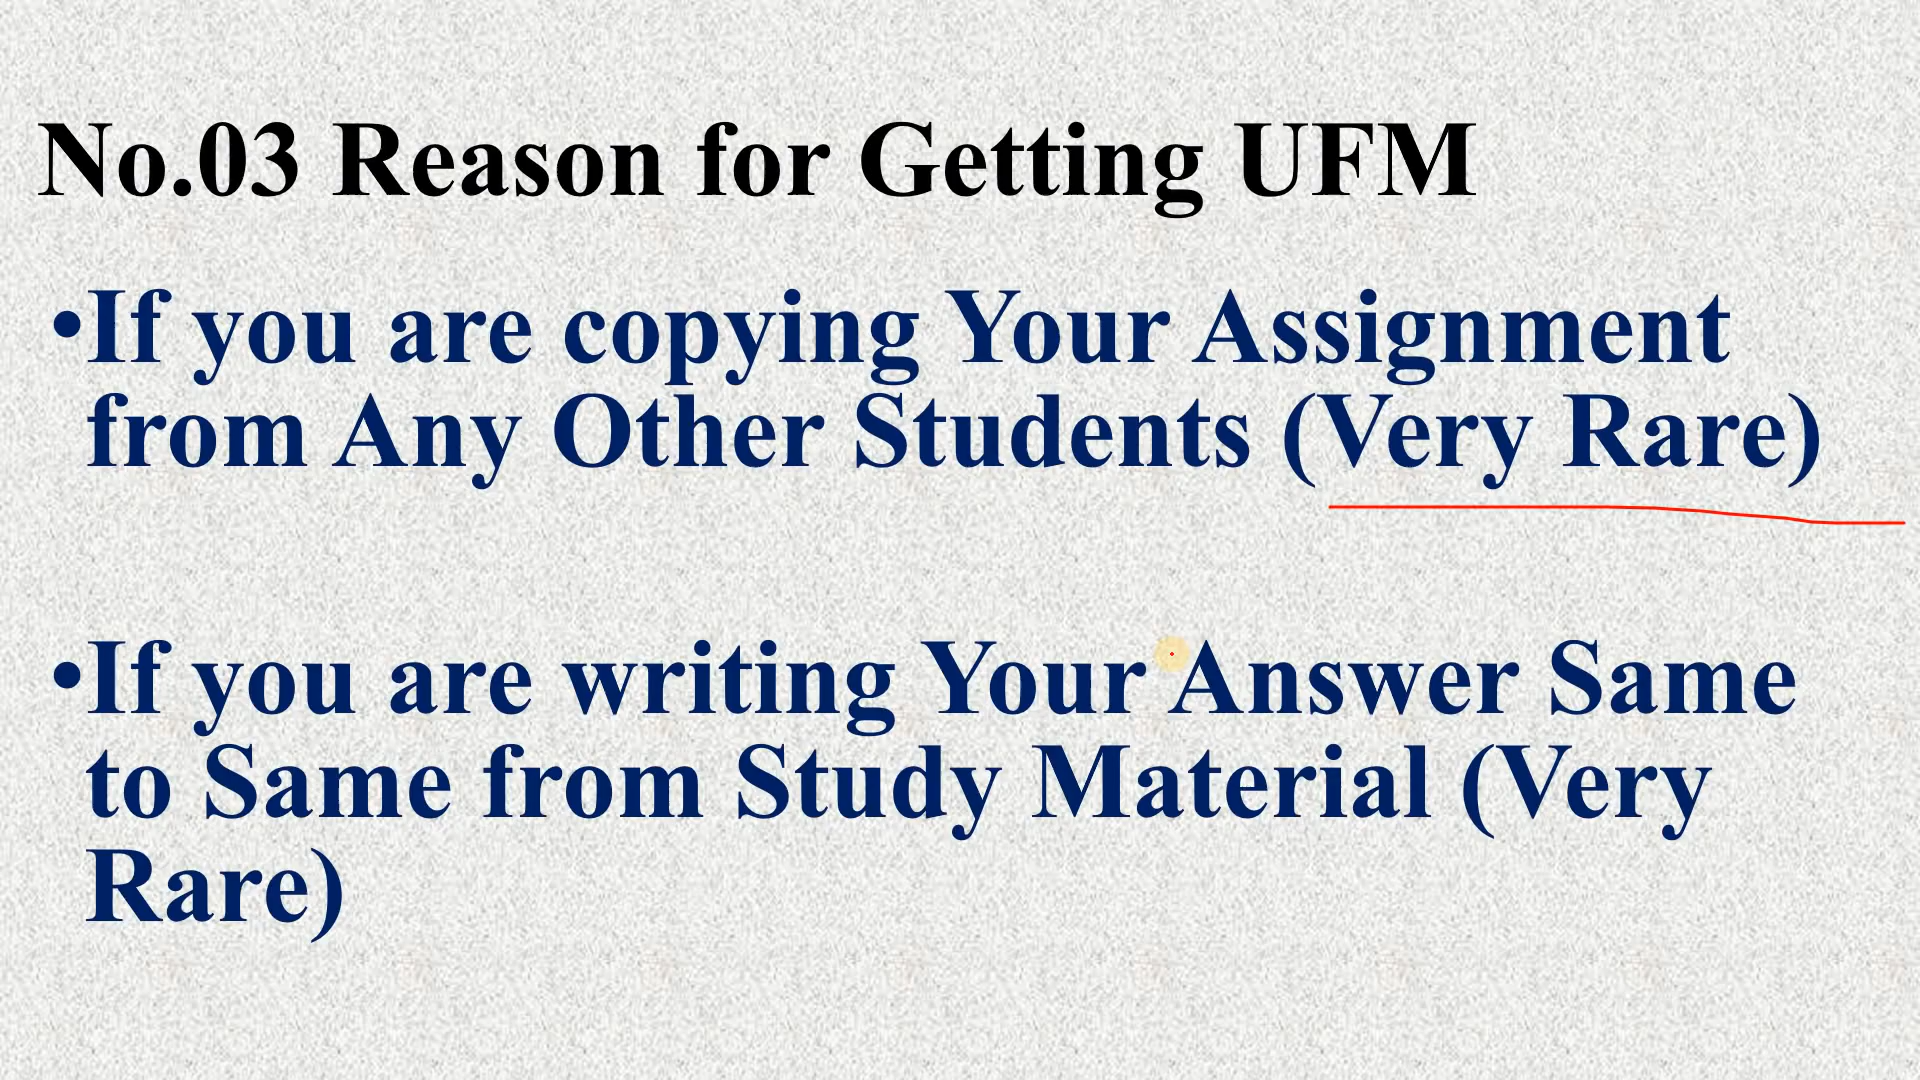 No.03 Reason for Getting UFM
•If you are copying Your Assignment
from Any Other Students (Very Rare)
•If you are writing Your Answer Same
to Same from Study Material (Very
Rare)